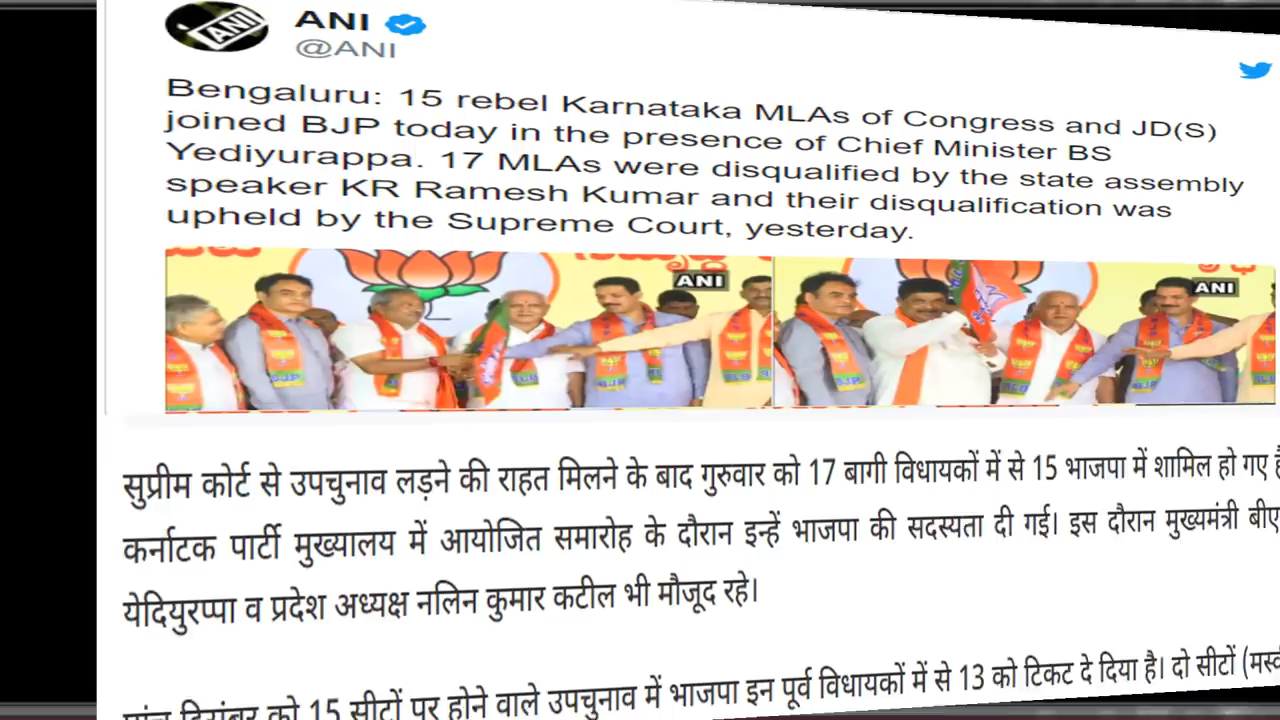 ANI
ANI
@ANI
Bengaluru: 15 rebel Karnataka MLAs of Congress and JD(S)
joined BJP today in the presence of Chief Minister BS
Yediyurappa. 17 MLAs were disqualified by the state assembly
speaker KR Ramesh Kumar and their disqualification was
upheld by the Supreme Court, yesterday.
ANI
ANI
BJP
BJP
सुप्रीम कोर्ट से उपचुनाव लड़ने की राहत मिलने के बाद गुरुवार को 17 बागी विधायकों में से 15 भाजपा में शामिल हो गए
कर्नाटक पार्टी मुख्यालय में आयोजित समारोह के दौरान इन्हें भाजपा की सदस्यता दी गई। इस दौरान मुख्यमंत्री बीए
येदियुरप्पा व प्रदेश अध्यक्ष नलिन कुमार कटील भी मौजूद रहे।
को 15 सीटों पर होने वाले उपचुनाव में भाजपा इन पूर्व विधायकों में से 13 को टिकट दे दिया है। दो सीटों